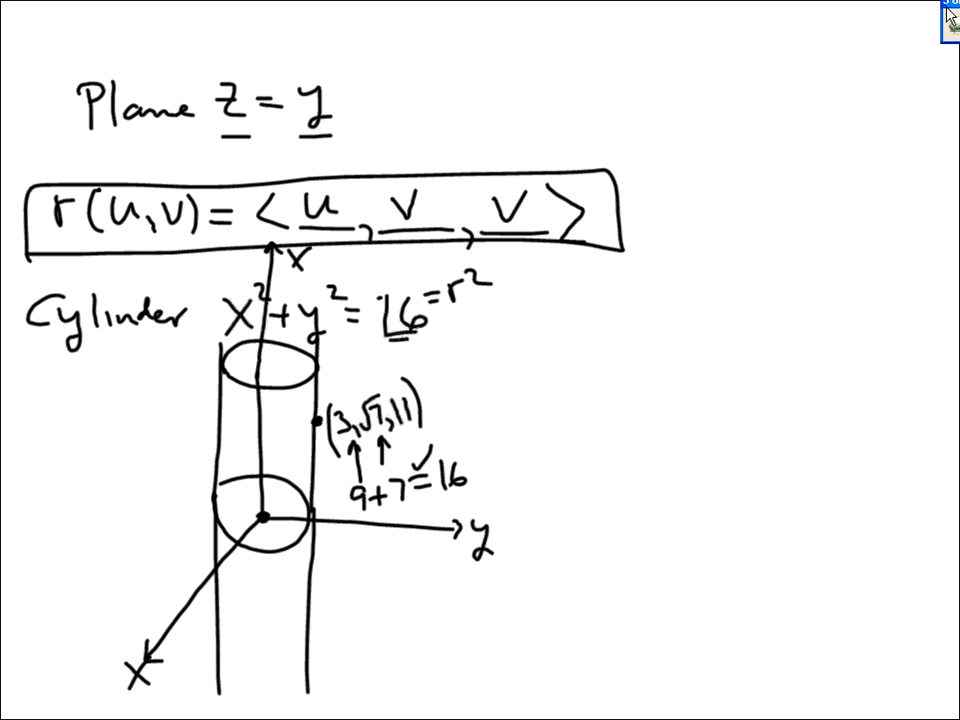 Plane z = y
r(u,v) = < u, v, v >
x
Cylinder x² + y² = 16 = r²
(3, √7, 11)
9 + 7 = 16 ✓
y
x